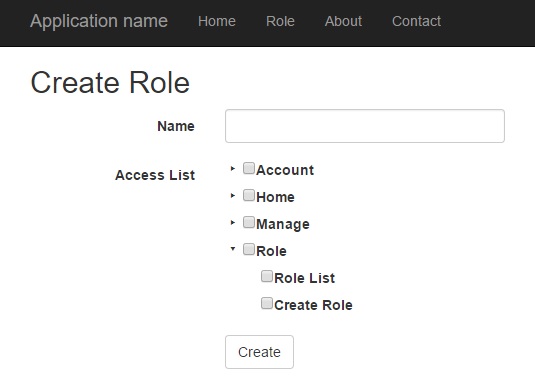 Application name Home Role About Contact
Create Role
Name
Access List Account
Home
Manage
Role
Role List
Create Role
Create